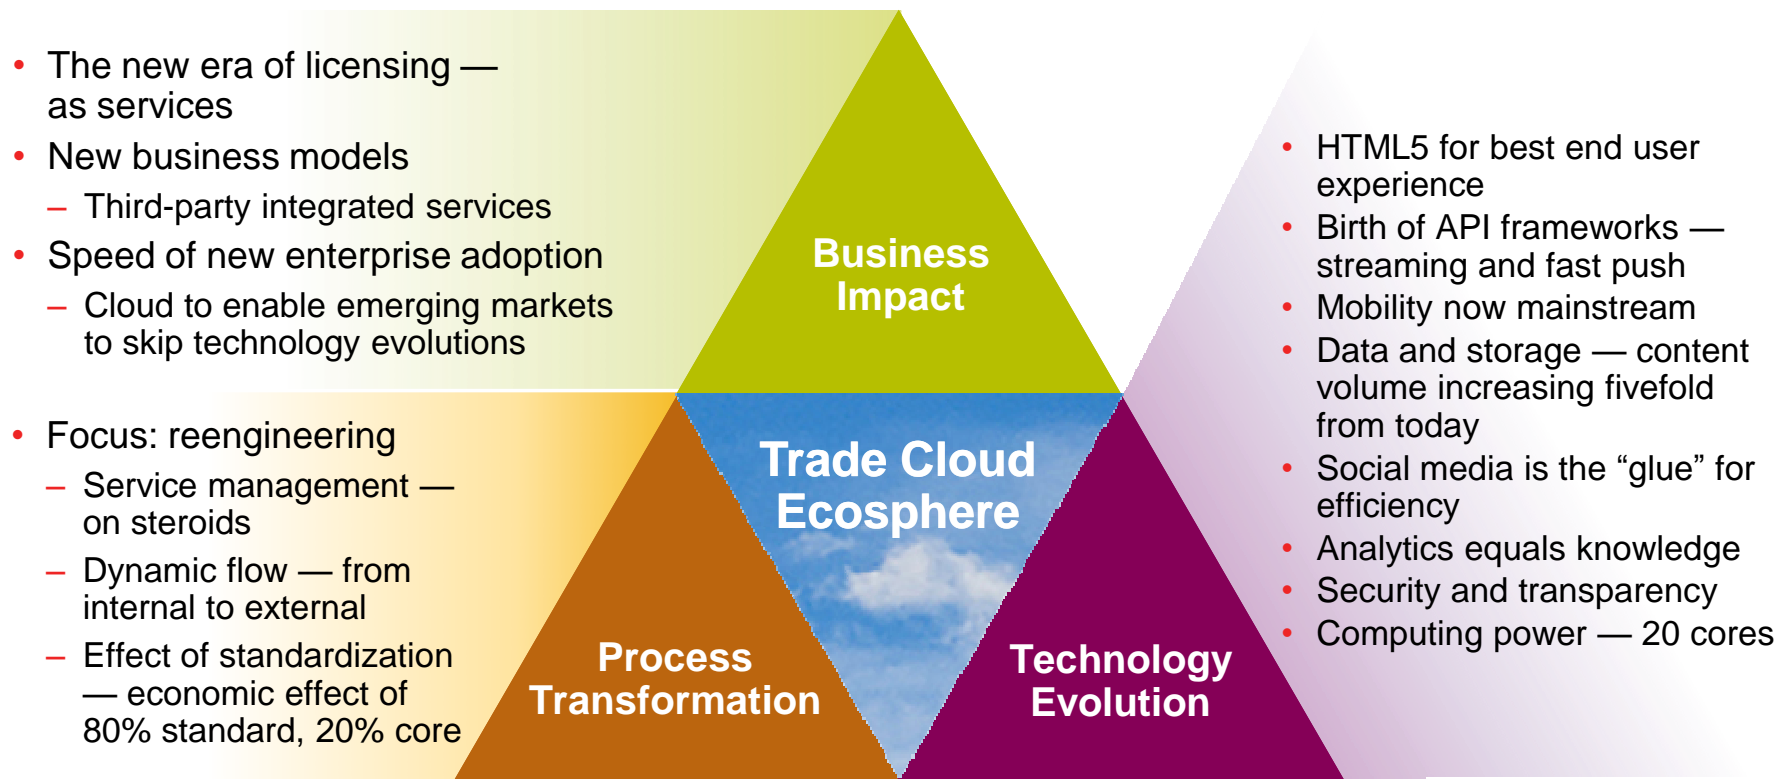 • The new era of licensing —
as services
• New business models
– Third-party integrated services
• Speed of new enterprise adoption
– Cloud to enable emerging markets
to skip technology evolutions
• Focus: reengineering
– Service management —
on steroids
– Dynamic flow — from
internal to external
– Effect of standardization
— economic effect of
80% standard, 20% core
Business
Impact
Trade Cloud
Ecosphere
Process
Transformation
Technology
Evolution
• HTML5 for best end user
experience
• Birth of API frameworks —
streaming and fast push
• Mobility now mainstream
• Data and storage — content
volume increasing fivefold
from today
• Social media is the “glue” for
efficiency
• Analytics equals knowledge
• Security and transparency
• Computing power — 20 cores